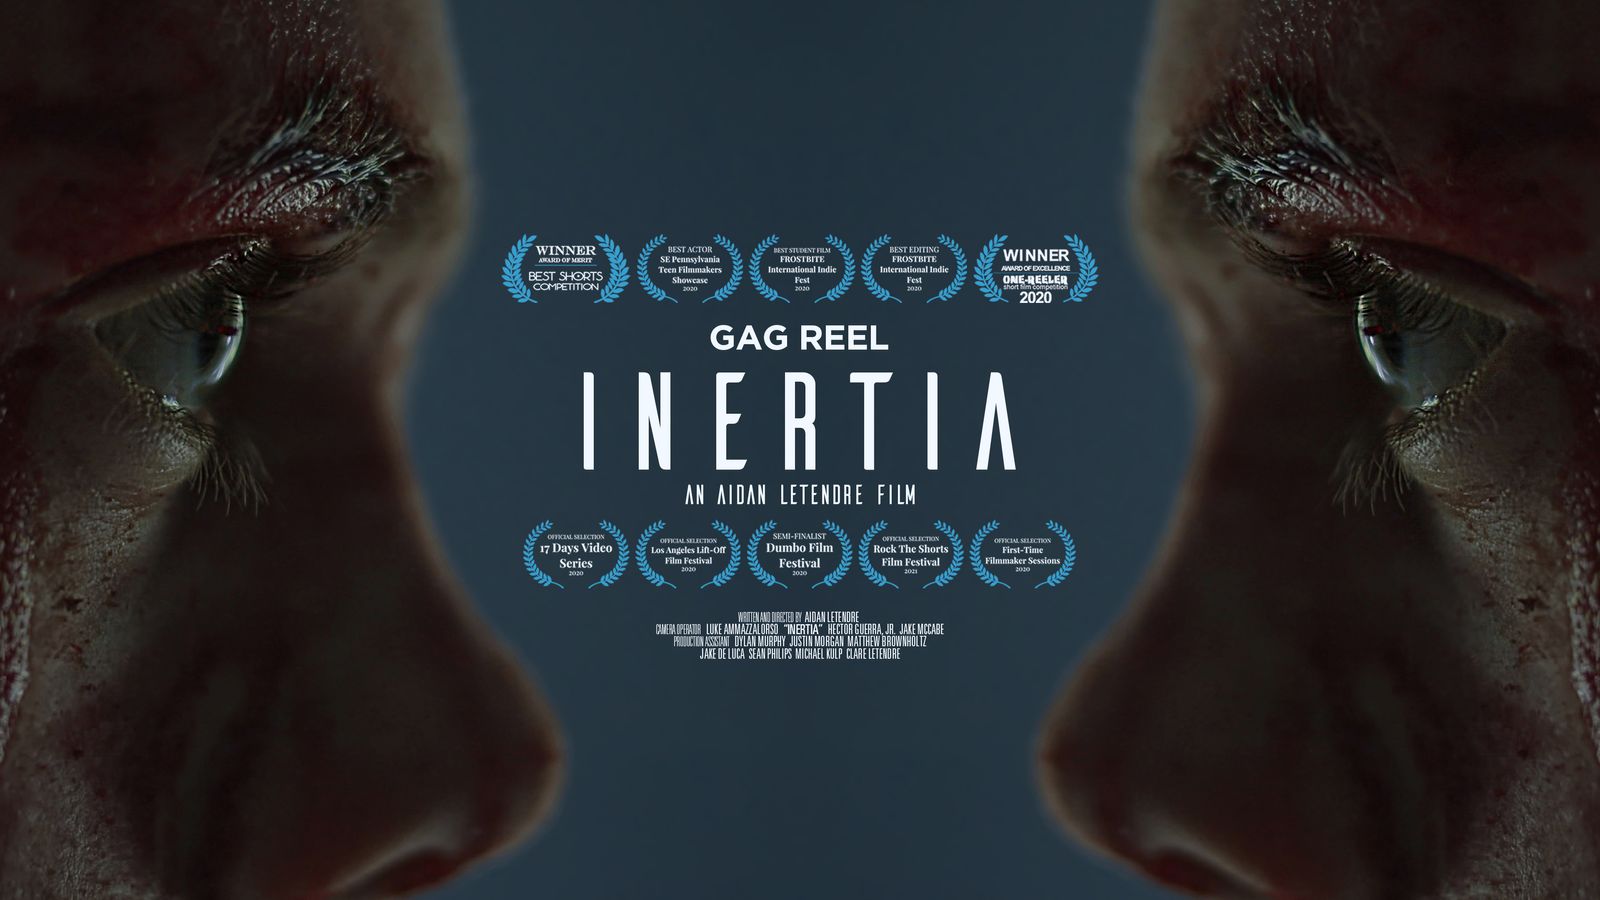 WINNER
AWARD OF MERIT
BEST SHORTS
COMPETITION
BEST ACTOR
SE Pennsylvania
Teen Filmmakers
Showcase
2020
BEST STUDENT FILM
FROSTBITE
International Indie
Fest
2020
BEST EDITING
FROSTBITE
International Indie
Fest
2020
WINNER
AWARD OF EXCELLENCE
ONE-REELER
short film competition
2020
GAG REEL
INERTIA
AN AIDAN LETENDRE FILM
OFFICIAL SELECTION
17 Days Video
Series
2020
OFFICIAL SELECTION
Los Angeles Lift-Off
Film Festival
2020
SEMI-FINALIST
Dumbo Film
Festival
2020
OFFICIAL SELECTION
Rock The Shorts
Film Festival
2021
OFFICIAL SELECTION
First-Time
Filmmaker Sessions
2020
WRITTEN AND DIRECTED BY AIDAN LETENDRE
CAMERA OPERATOR LUKE AMMAZZALORSO "INERTIA" HECTOR GUERRA, JR. JAKE MCCABE
PRODUCTION ASSISTANT DYLAN MURPHY JUSTIN MORGAN MATTHEW BROWNHOLTZ
JAKE DE LUCA SEAN PHILIPS MICHAEL KULP CLARE LETENDRE